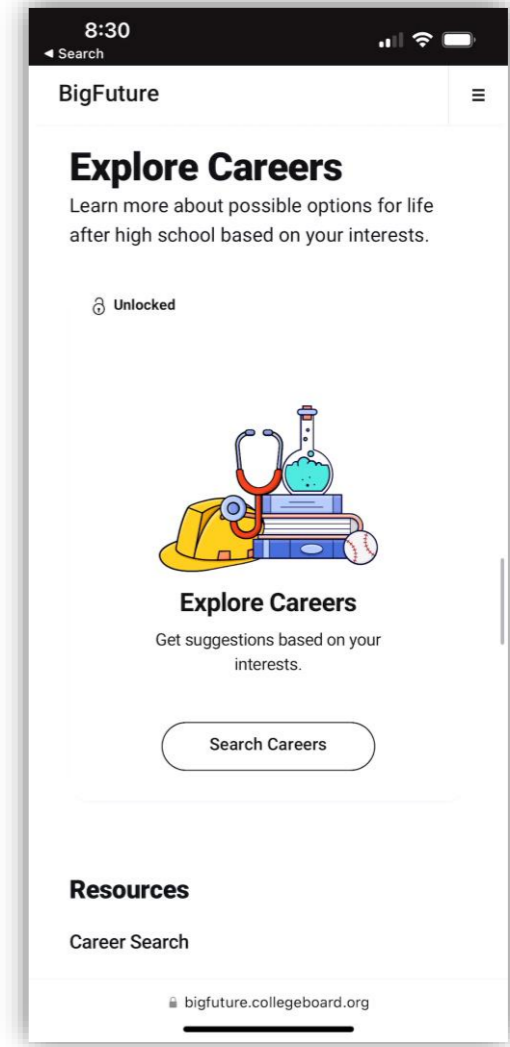 8:30
◀ Search
BigFuture
Explore Careers
Learn more about possible options for life
after high school based on your interests.
Unlocked
Explore Careers
Get suggestions based on your
interests.
Search Careers
Resources
Career Search
bigfuture.collegeboard.org